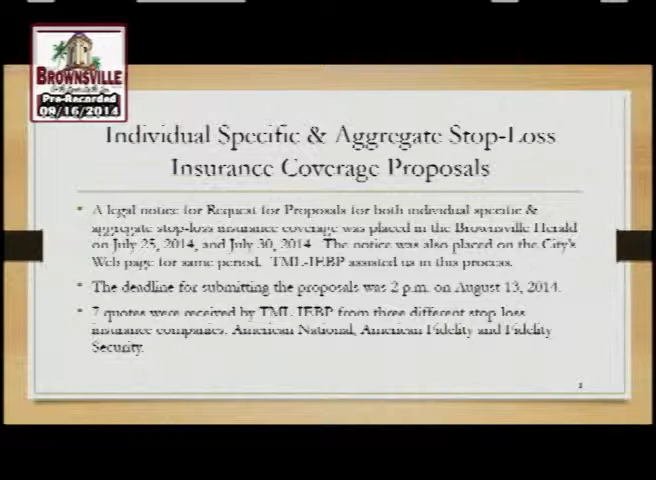 BROWNSVILLE
Pre-Recorded
09/16/2014
Individual Specific & Aggregate Stop-Loss
Insurance Coverage Proposals
• A legal notice for Request for Proposals for both individual specific &
aggregate stop-loss insurance coverage was placed in the Brownsville Herald
on July 25, 2014, and July 30, 2014. The notice was also placed on the City's
Web page for same period. TML-IEBP assisted us in this process.
• The deadline for submitting the proposals was 2 p.m. on August 13, 2014.
• 7 quotes were received by TML IEBP from three different stop loss
insurance companies. American National, American Fidelity and Fidelity
Security.